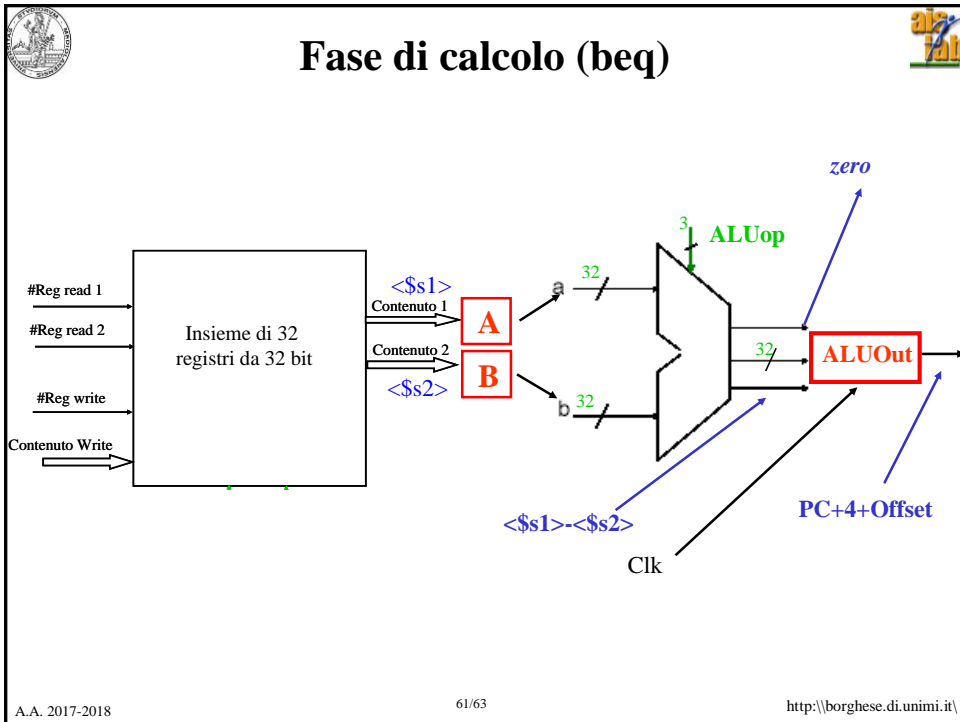 Fase di calcolo (beq)
zero
3
ALUop
#Reg read 1
#Reg read 2
#Reg write
Contenuto Write
Insieme di 32
registri da 32 bit
<$s1>
Contenuto 1
Contenuto 2
<$s2>
A
B
a
32
b
32
32
ALUOut
<$s1>-<$s2>
PC+4+Offset
Clk
A.A. 2017-2018
61/63
http:\\borghese.di.unimi.it\